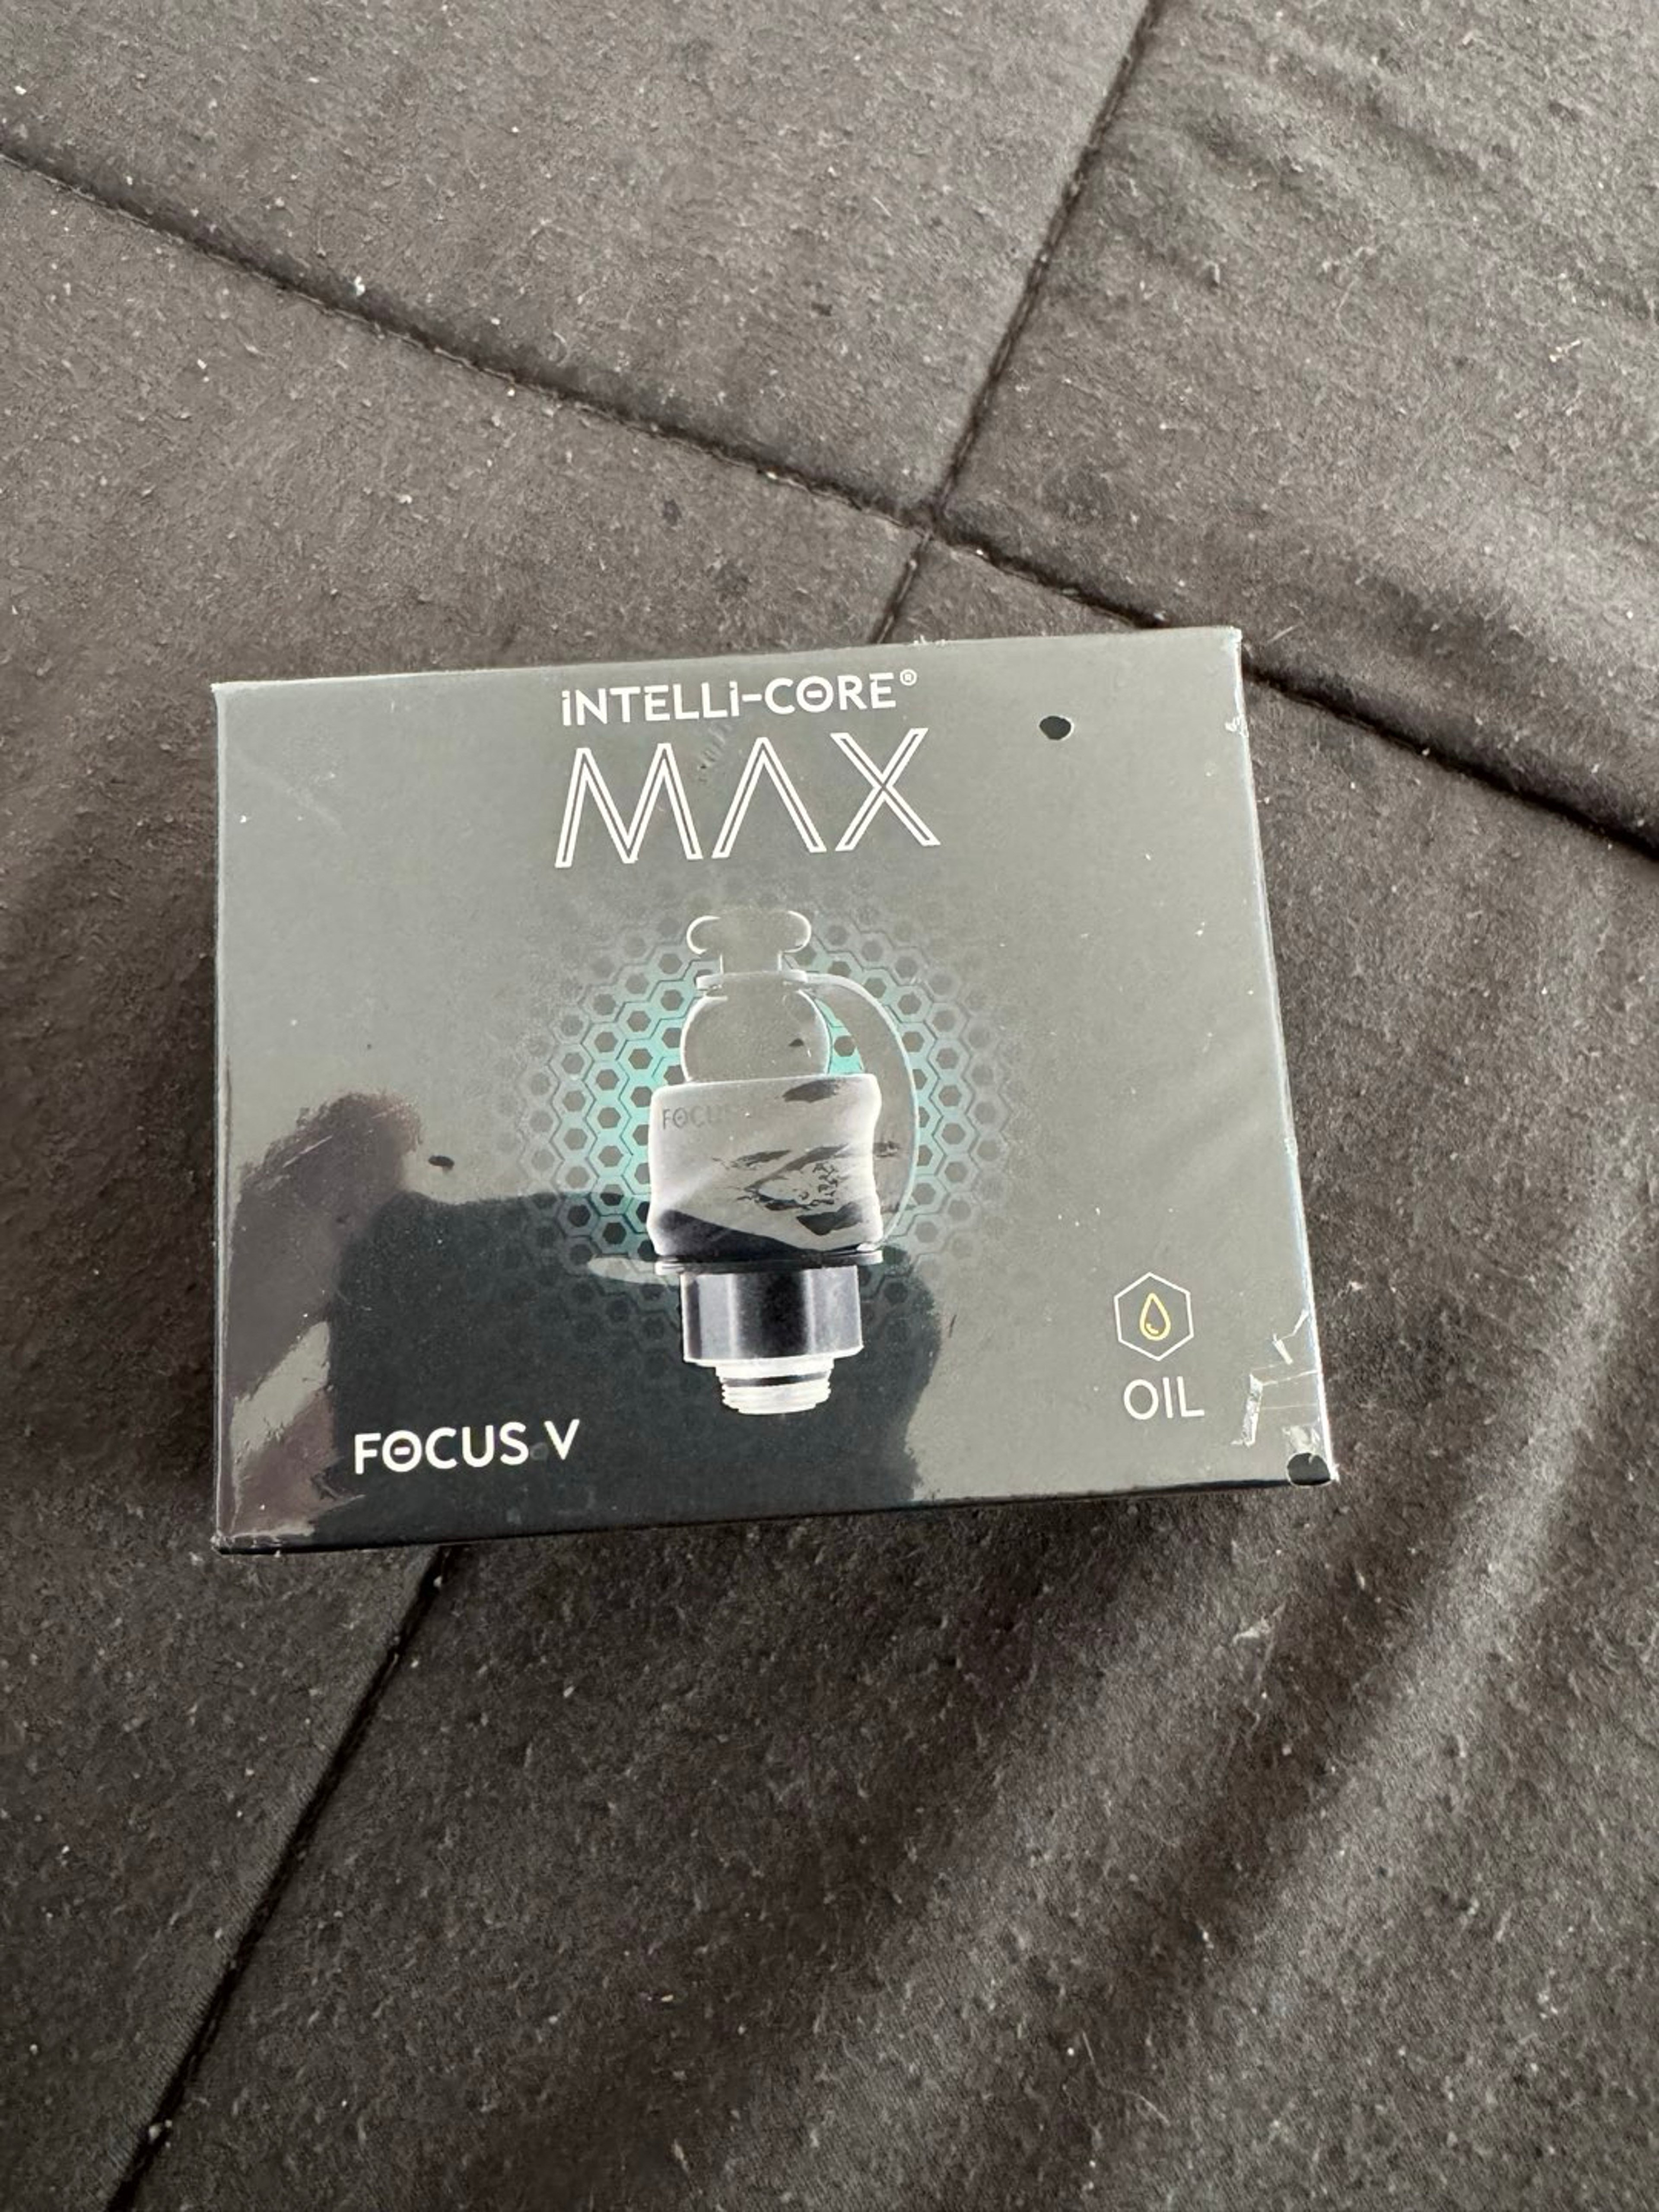 iNTELLi-CORE®
MAX
FOCUS
OIL
FOCUS V